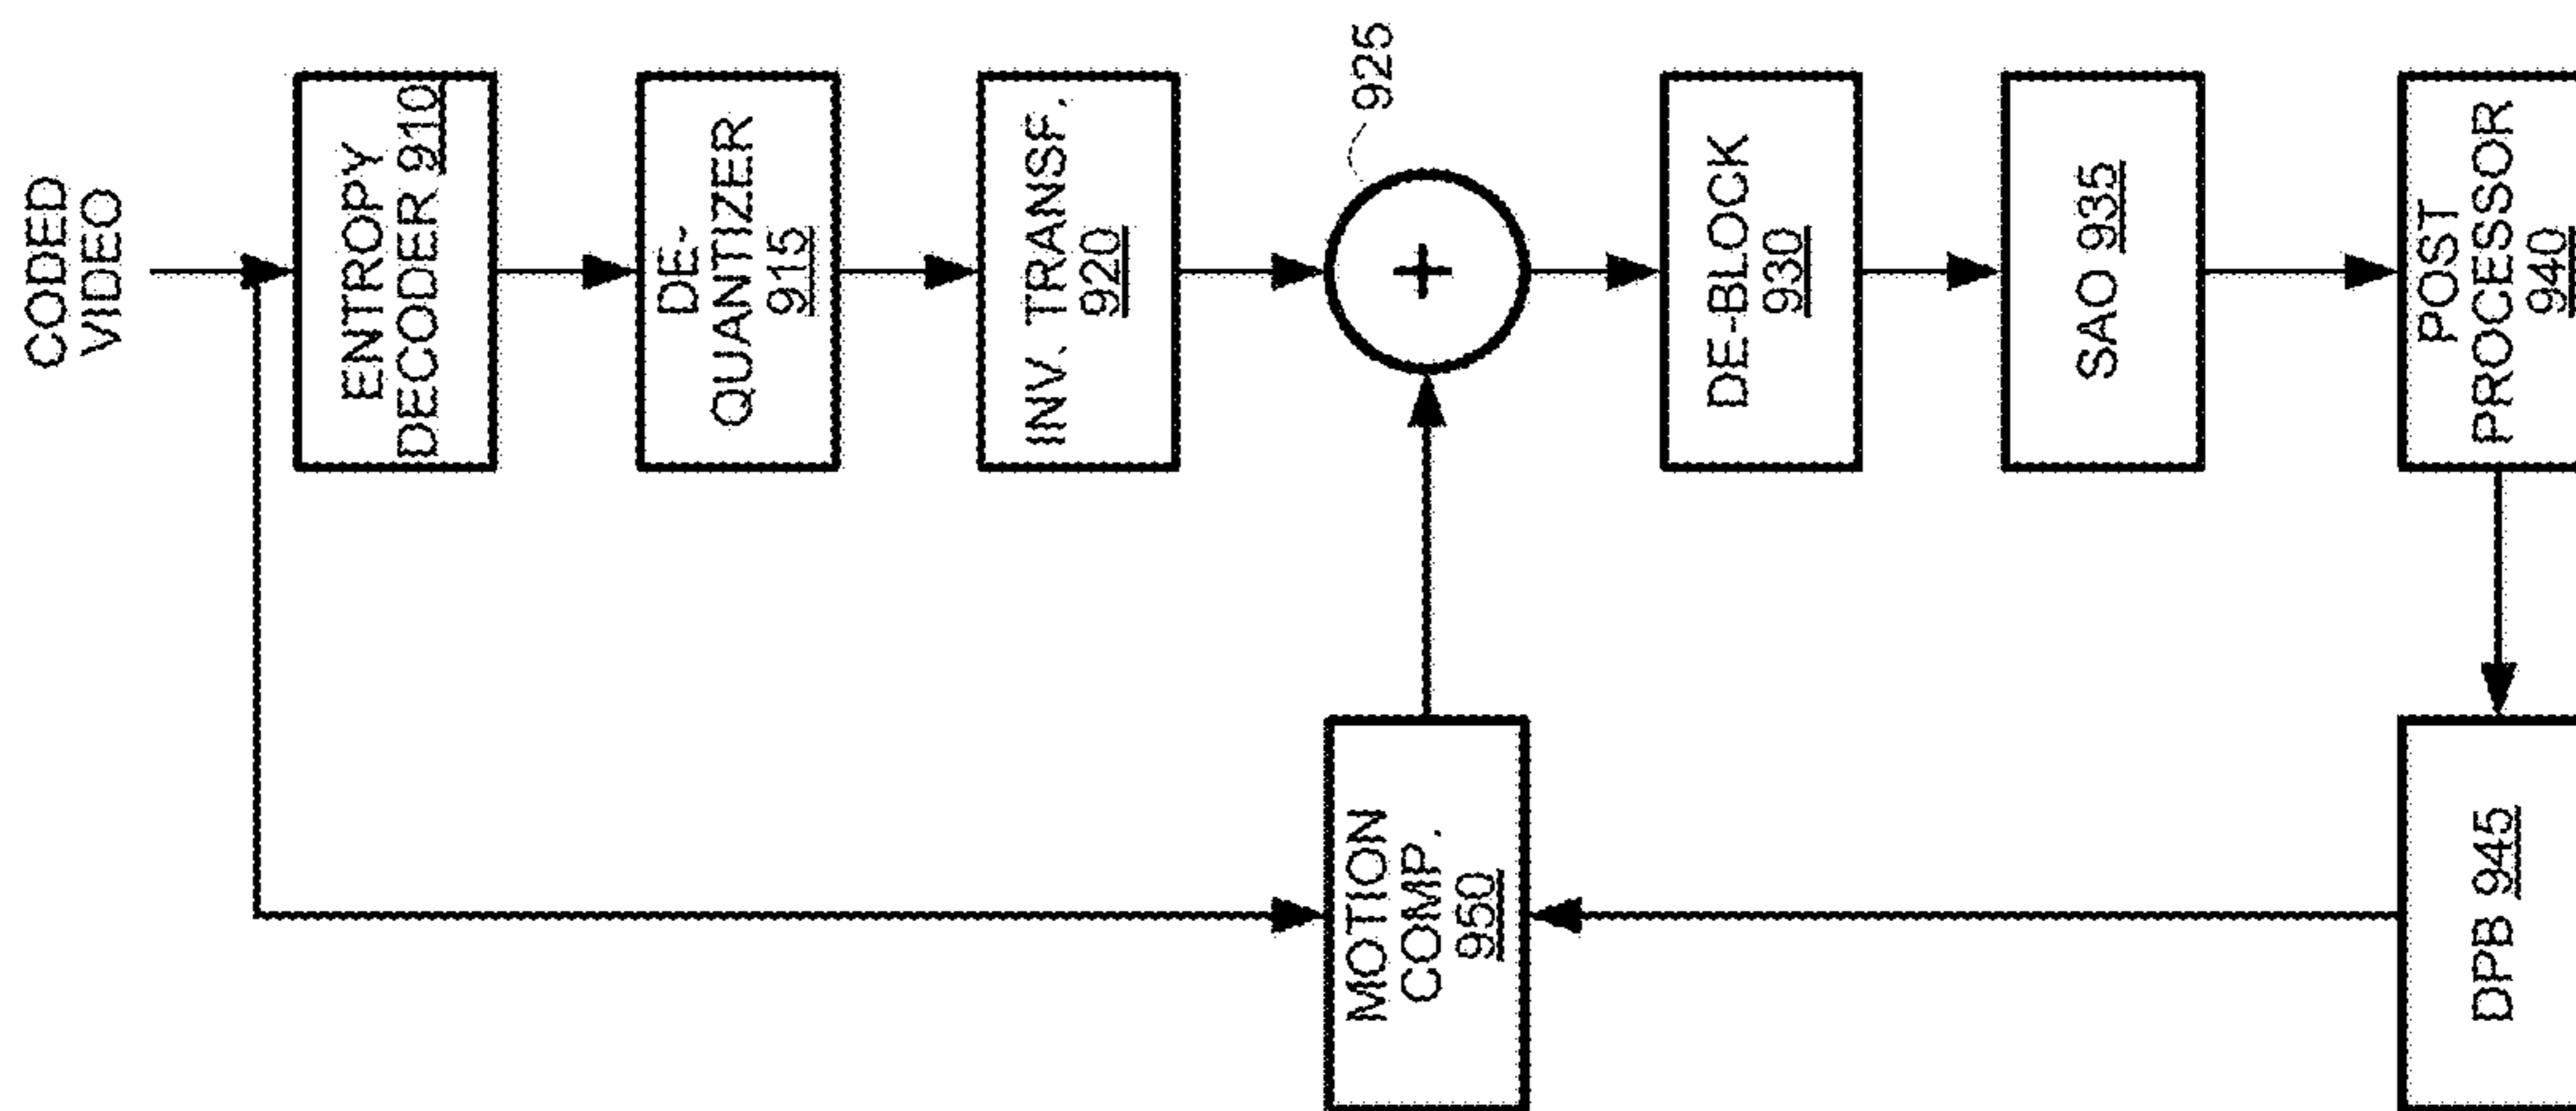 CODED
VIDEO
ENTROPY
DECODER 910
DE-
QUANTIZER
915
INV. TRANSF.
920
925
+
DE-BLOCK
930
SAO 935
POST
PROCESSOR
940
MOTION
COMP.
950
DPB 945